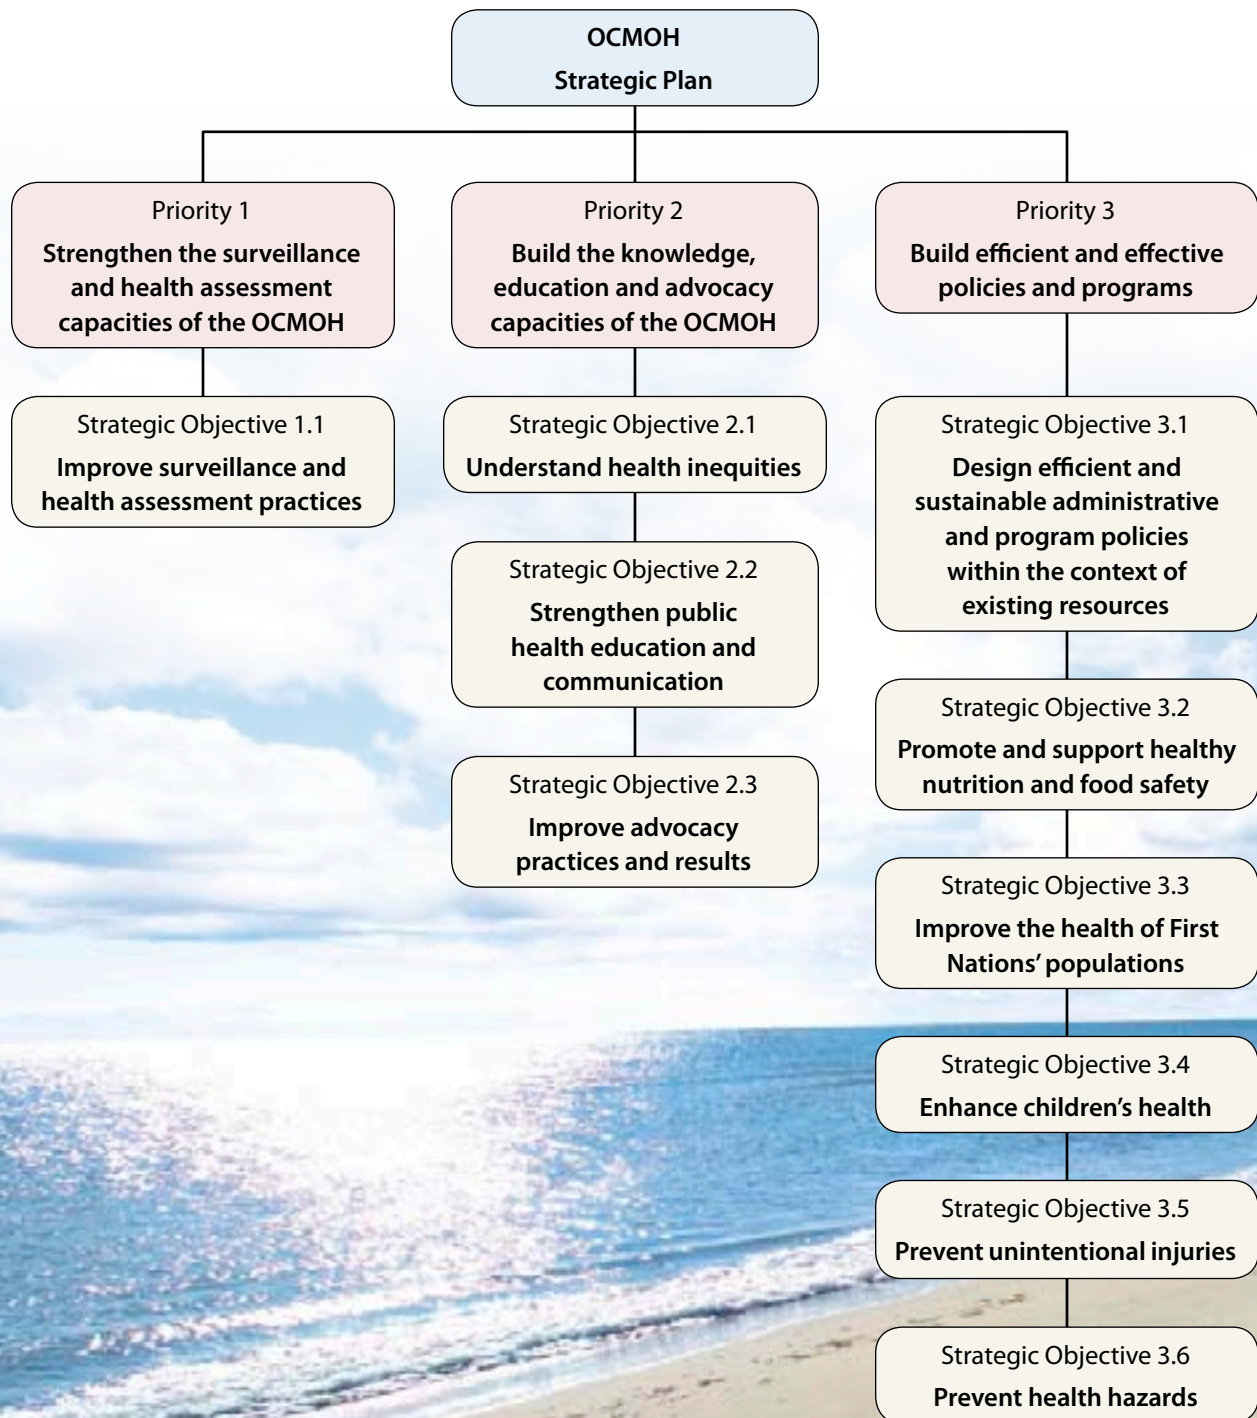 OCMOH
Strategic Plan
Priority 1
Strengthen the surveillance
and health assessment
capacities of the OCMOH
Strategic Objective 1.1
Improve surveillance and
health assessment practices
Priority 2
Build the knowledge,
education and advocacy
capacities of the OCMOH
Strategic Objective 2.1
Understand health inequities
Strategic Objective 2.2
Strengthen public
health education and
communication
Strategic Objective 2.3
Improve advocacy
practices and results
Priority 3
Build efficient and effective
policies and programs
Strategic Objective 3.1
Design efficient and
sustainable administrative
and program policies
within the context of
existing resources
Strategic Objective 3.2
Promote and support healthy
nutrition and food safety
Strategic Objective 3.3
Improve the health of First
Nations’ populations
Strategic Objective 3.4
Enhance children’s health
Strategic Objective 3.5
Prevent unintentional injuries
Strategic Objective 3.6
Prevent health hazards